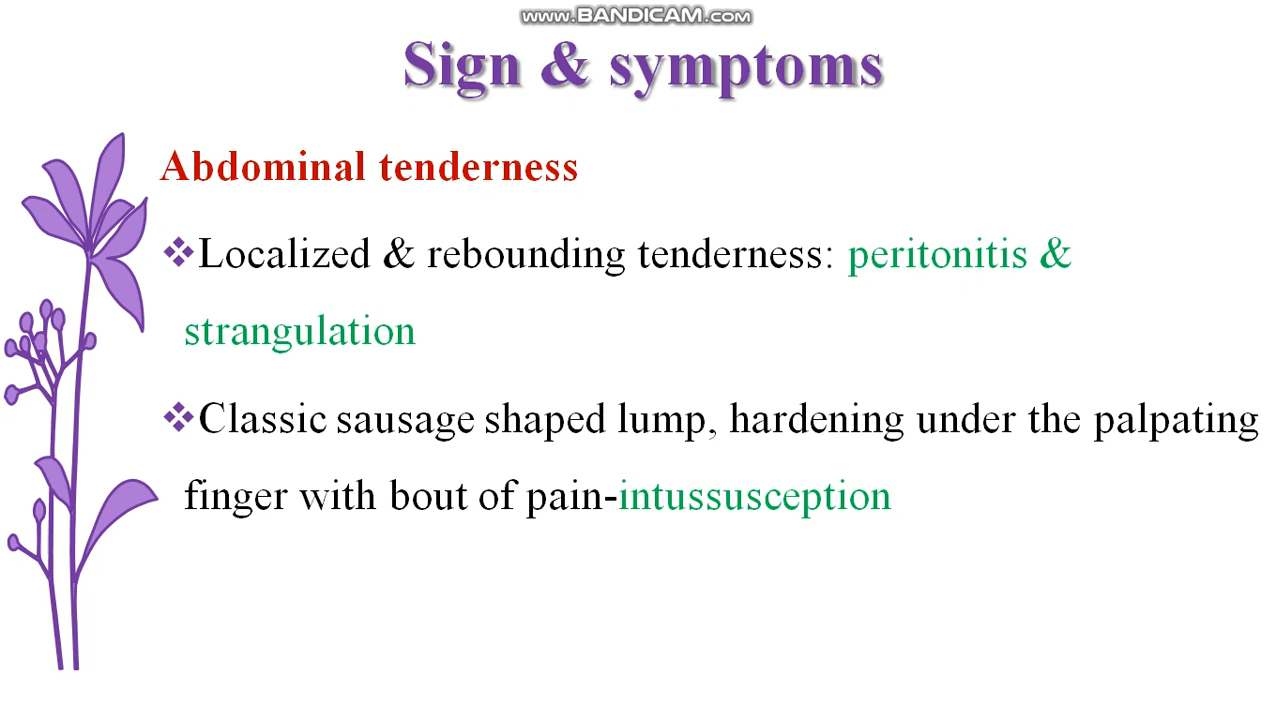 www.BANDICAM.com
Sign & symptoms
Abdominal tenderness
❖Localized & rebounding tenderness: peritonitis &
strangulation
❖Classic sausage shaped lump, hardening under the palpating
finger with bout of pain-intussusception